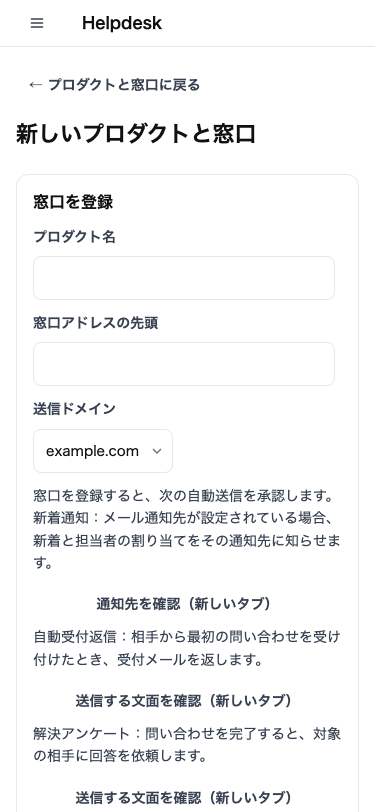 Helpdesk
← プロダクトと窓口に戻る
新しいプロダクトと窓口
窓口を登録
プロダクト名
窓口アドレスの先頭
送信ドメイン
example.com
窓口を登録すると、次の自動送信を承認します。
新着通知：メール通知先が設定されている場合、
新着と担当者の割り当てをその通知先に知らせま
す。
通知先を確認（新しいタブ）
自動受付返信：相手から最初の問い合わせを受け
付けたとき、受付メールを返します。
送信する文面を確認（新しいタブ）
解決アンケート：問い合わせを完了すると、対象
の相手に回答を依頼します。
送信する文面を確認（新しいタブ）